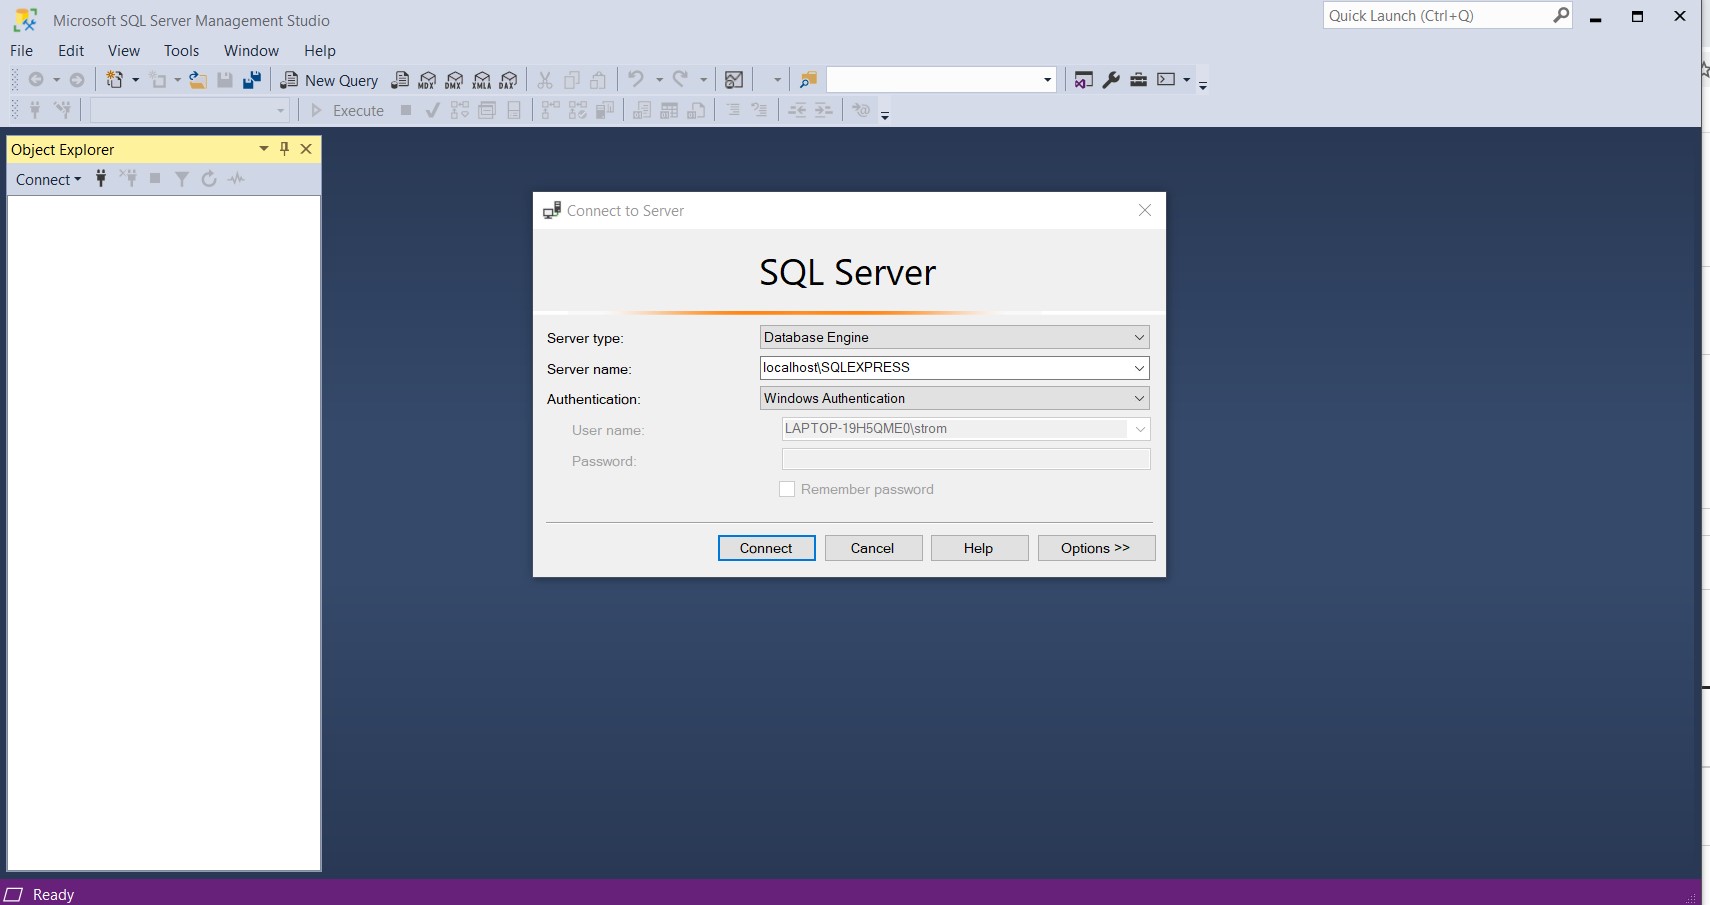 Microsoft SQL Server Management Studio
Quick Launch (Ctrl+Q)
File Edit View Tools Window Help
New Query MDX DMX XMLA DAX
Execute
Object Explorer
Connect
Connect to Server
SQL Server
Server type: Database Engine
Server name: localhost\SQLEXPRESS
Authentication: Windows Authentication
User name: LAPTOP-19H5QME0\strom
Password:
Remember password
Connect Cancel Help Options >>
Ready